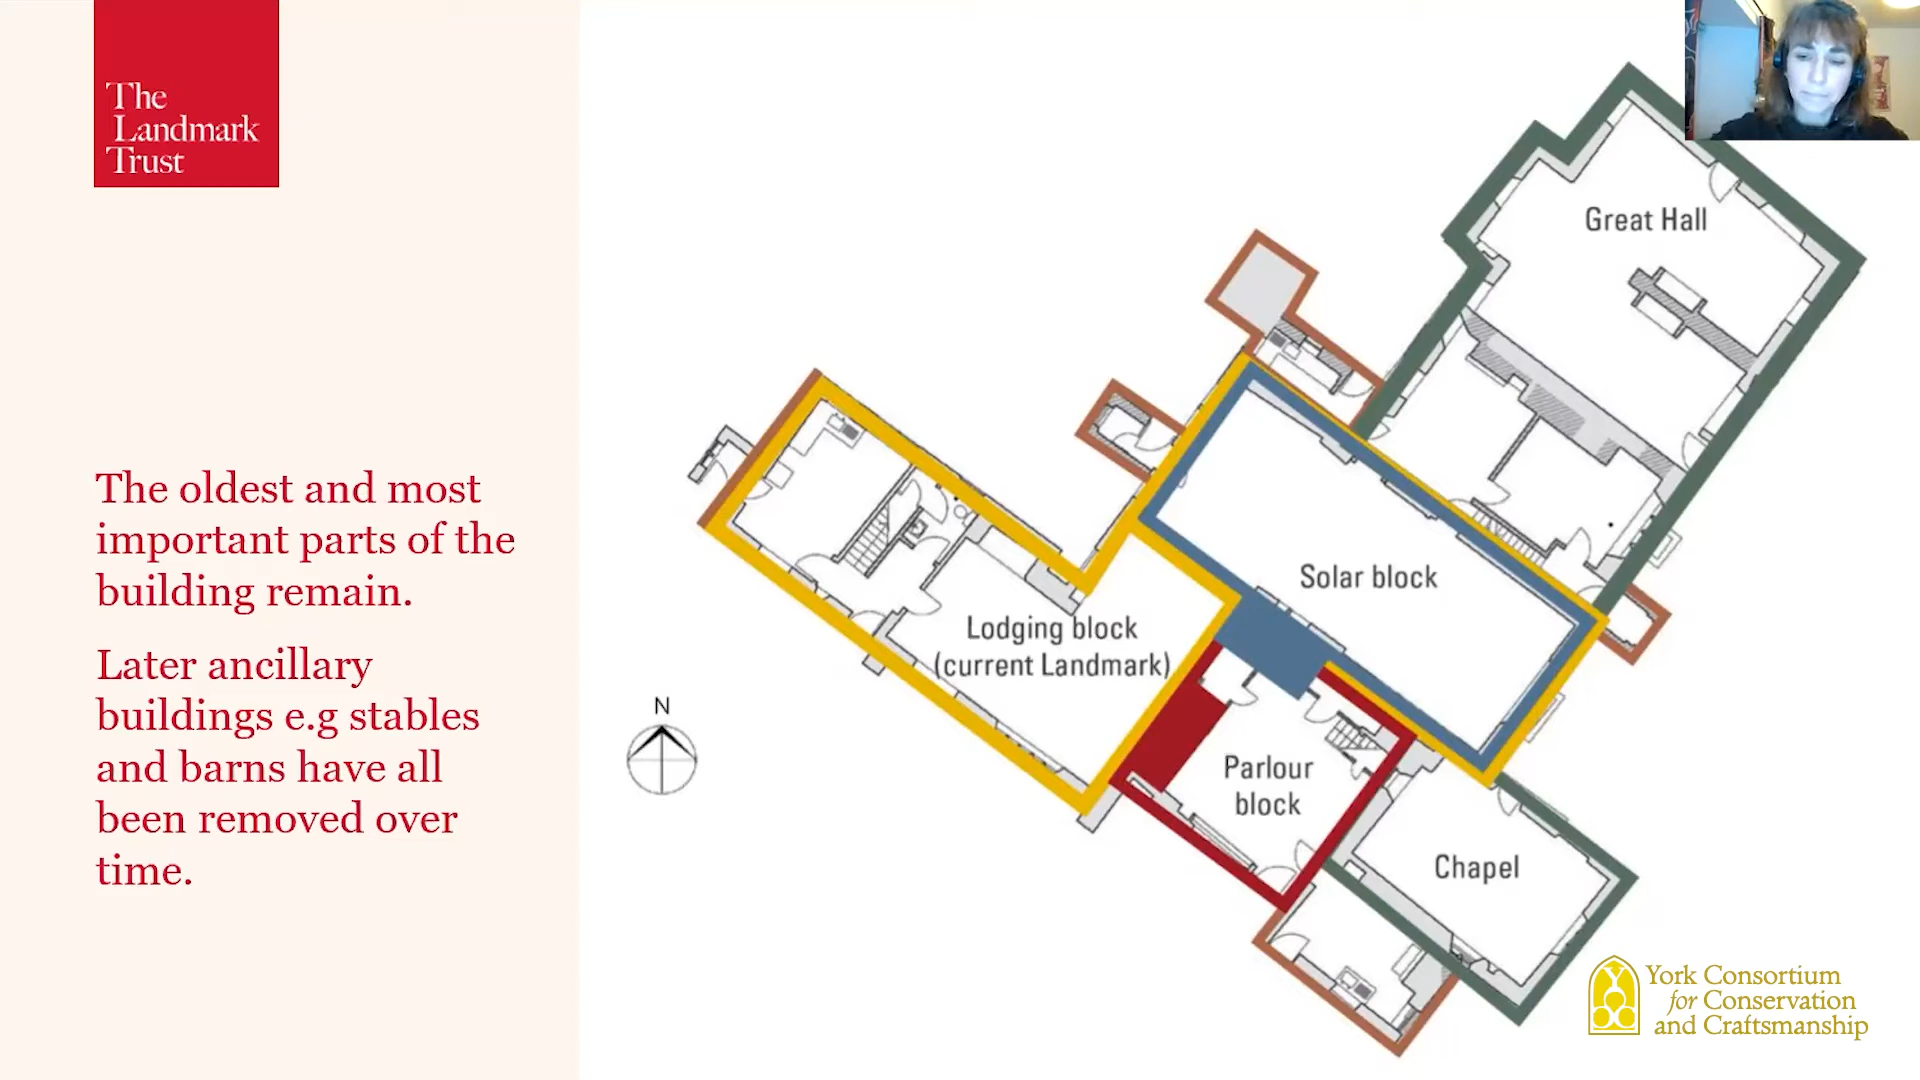 The
Landmark
Trust
The oldest and most
important parts of the
building remain.
Later ancillary
buildings e.g stables
and barns have all
been removed over
time.
Great Hall
Solar block
Lodging block
(current Landmark)
N
Parlour
block
Chapel
York Consortium
for Conservation
and Craftsmanship